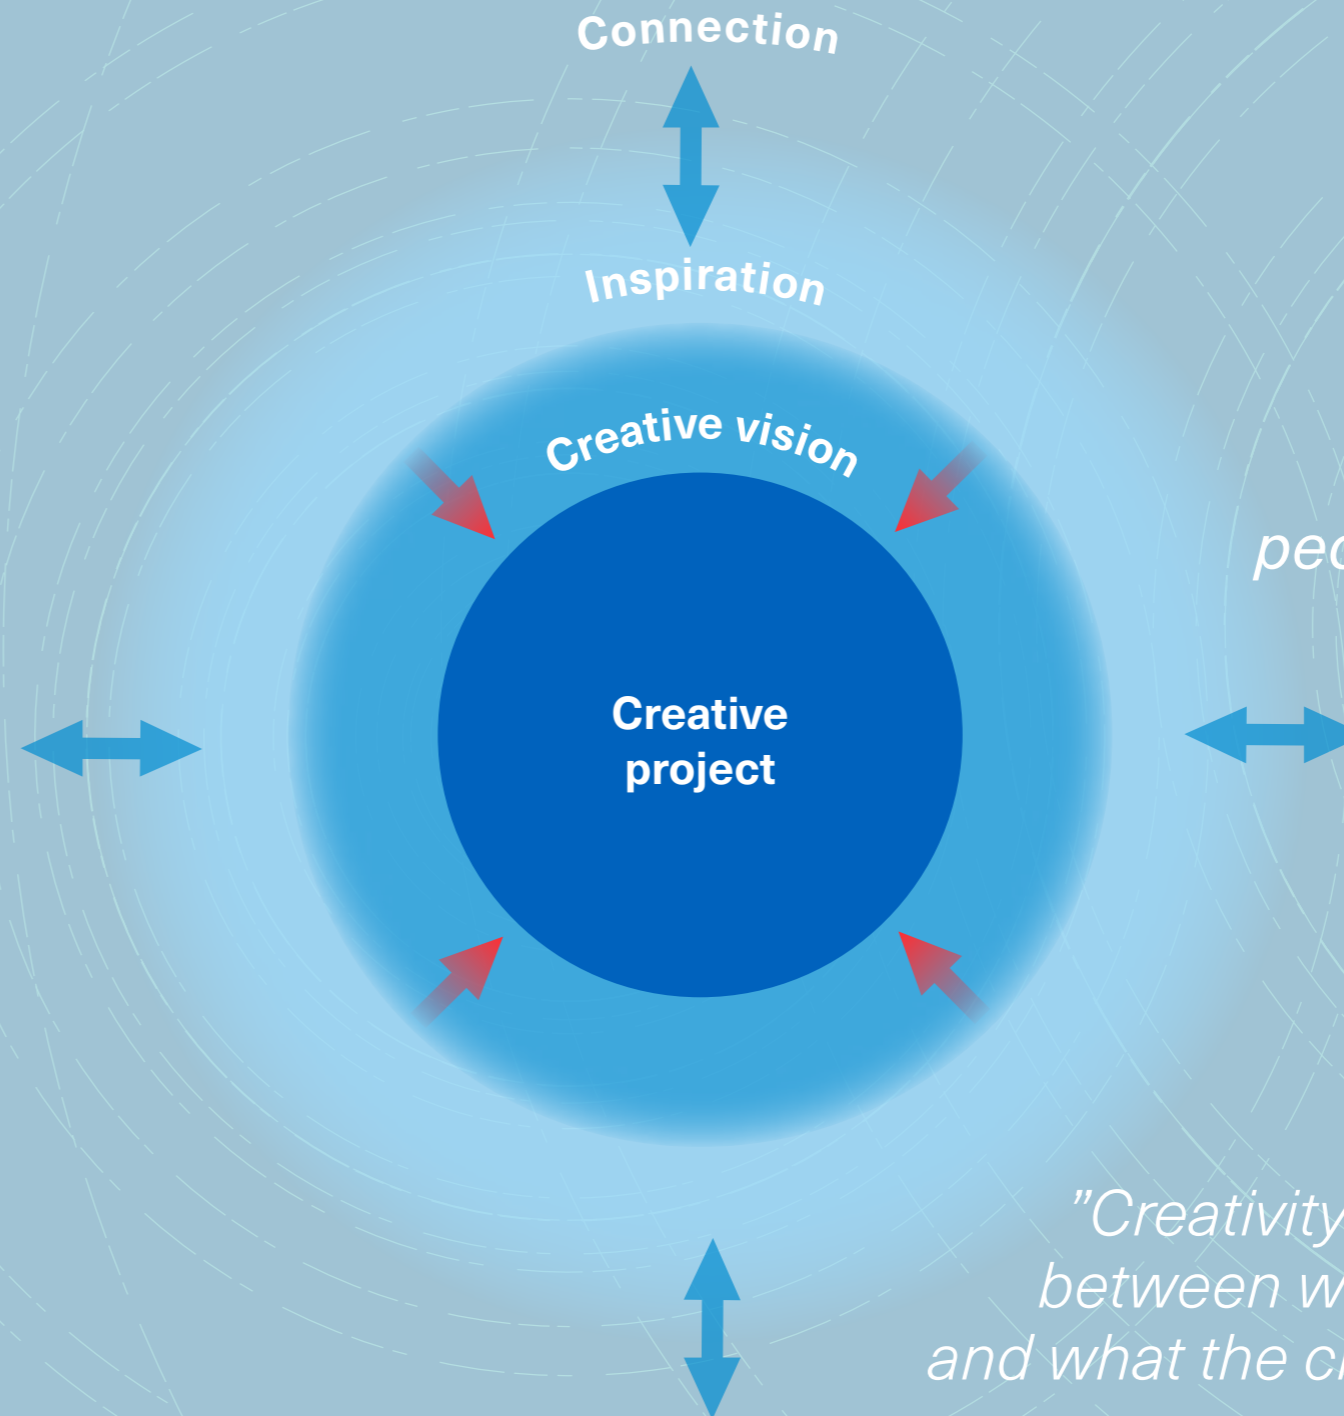 Connection
Inspiration
Creative vision
Creative
project
”Creativity
between
and what the